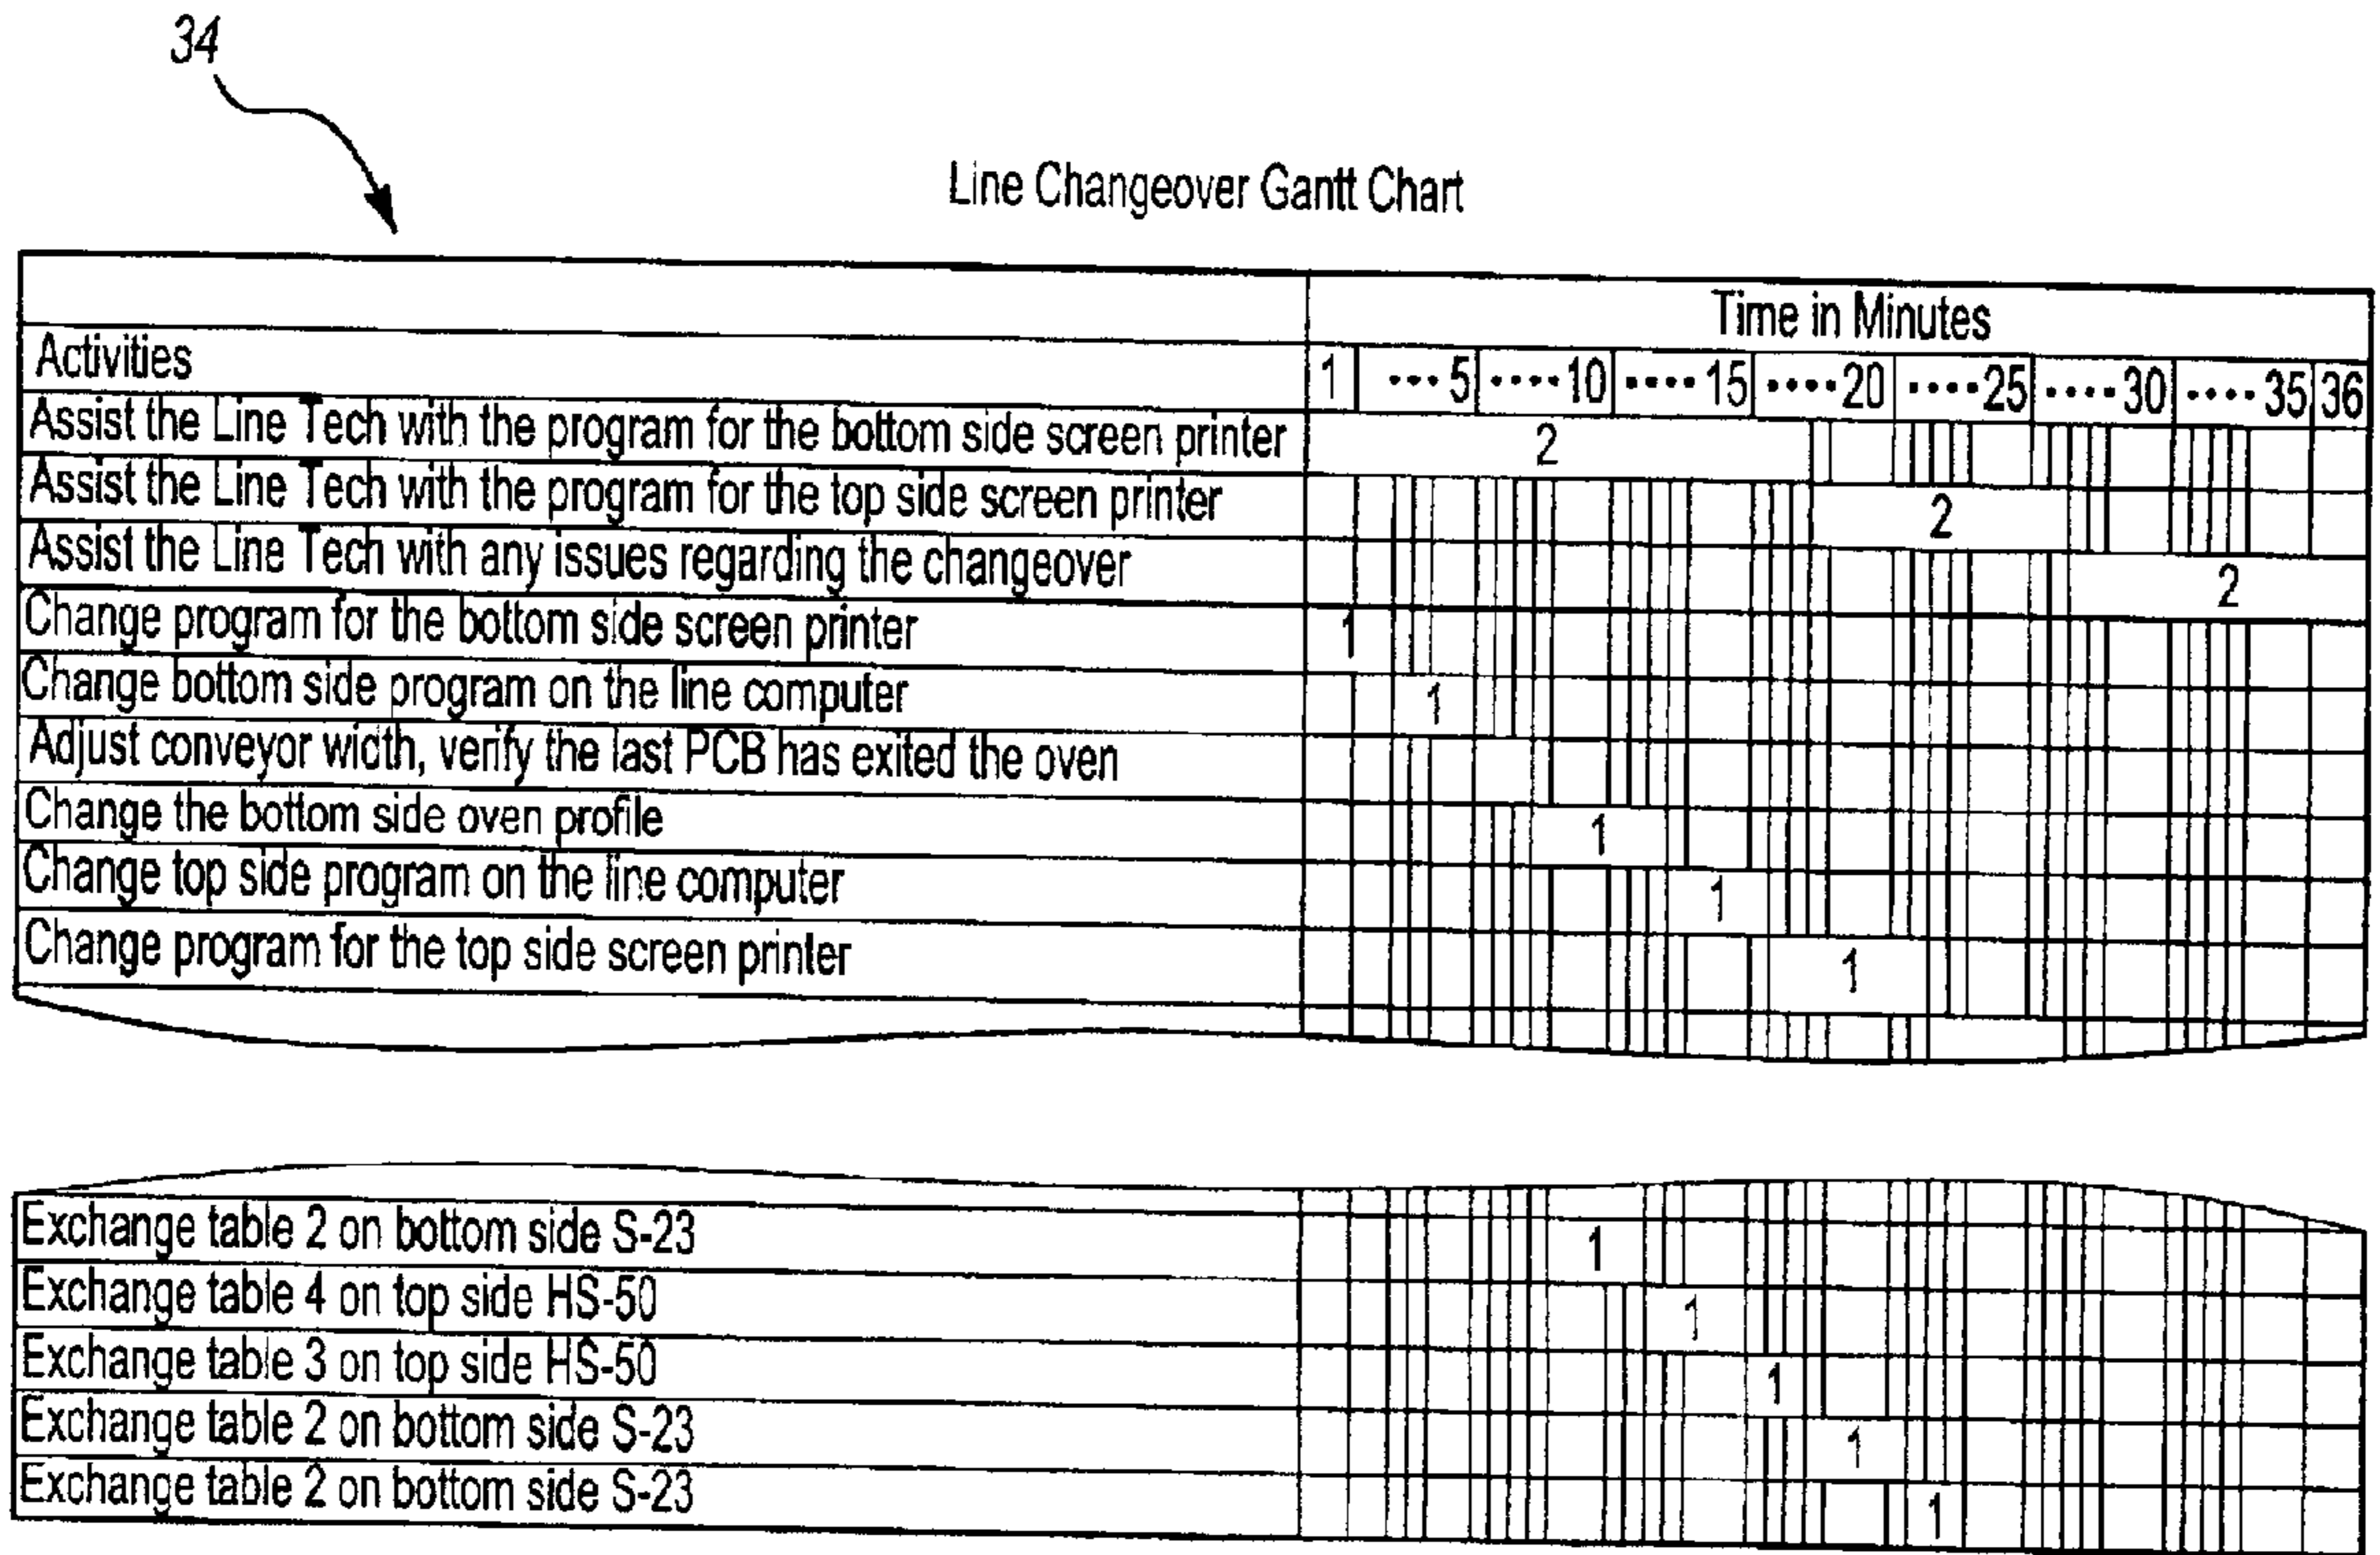 34
Line Changeover Gantt Chart
Time in Minutes
Activities 1 ...5 ....10 ....15 ....20 ....25 ....30 ....35 36
Assist the Line Tech with the program for the bottom side screen printer 2
Assist the Line Tech with the program for the top side screen printer 2
Assist the Line Tech with any issues regarding the changeover 2
Change program for the bottom side screen printer 1
Change bottom side program on the line computer 1
Adjust conveyor width, verify the last PCB has exited the oven
Change the bottom side oven profile 1
Change top side program on the line computer 1
Change program for the top side screen printer 1
Exchange table 2 on bottom side S-23 1
Exchange table 4 on top side HS-50 1
Exchange table 3 on top side HS-50 1
Exchange table 2 on bottom side S-23 1
Exchange table 2 on bottom side S-23 1